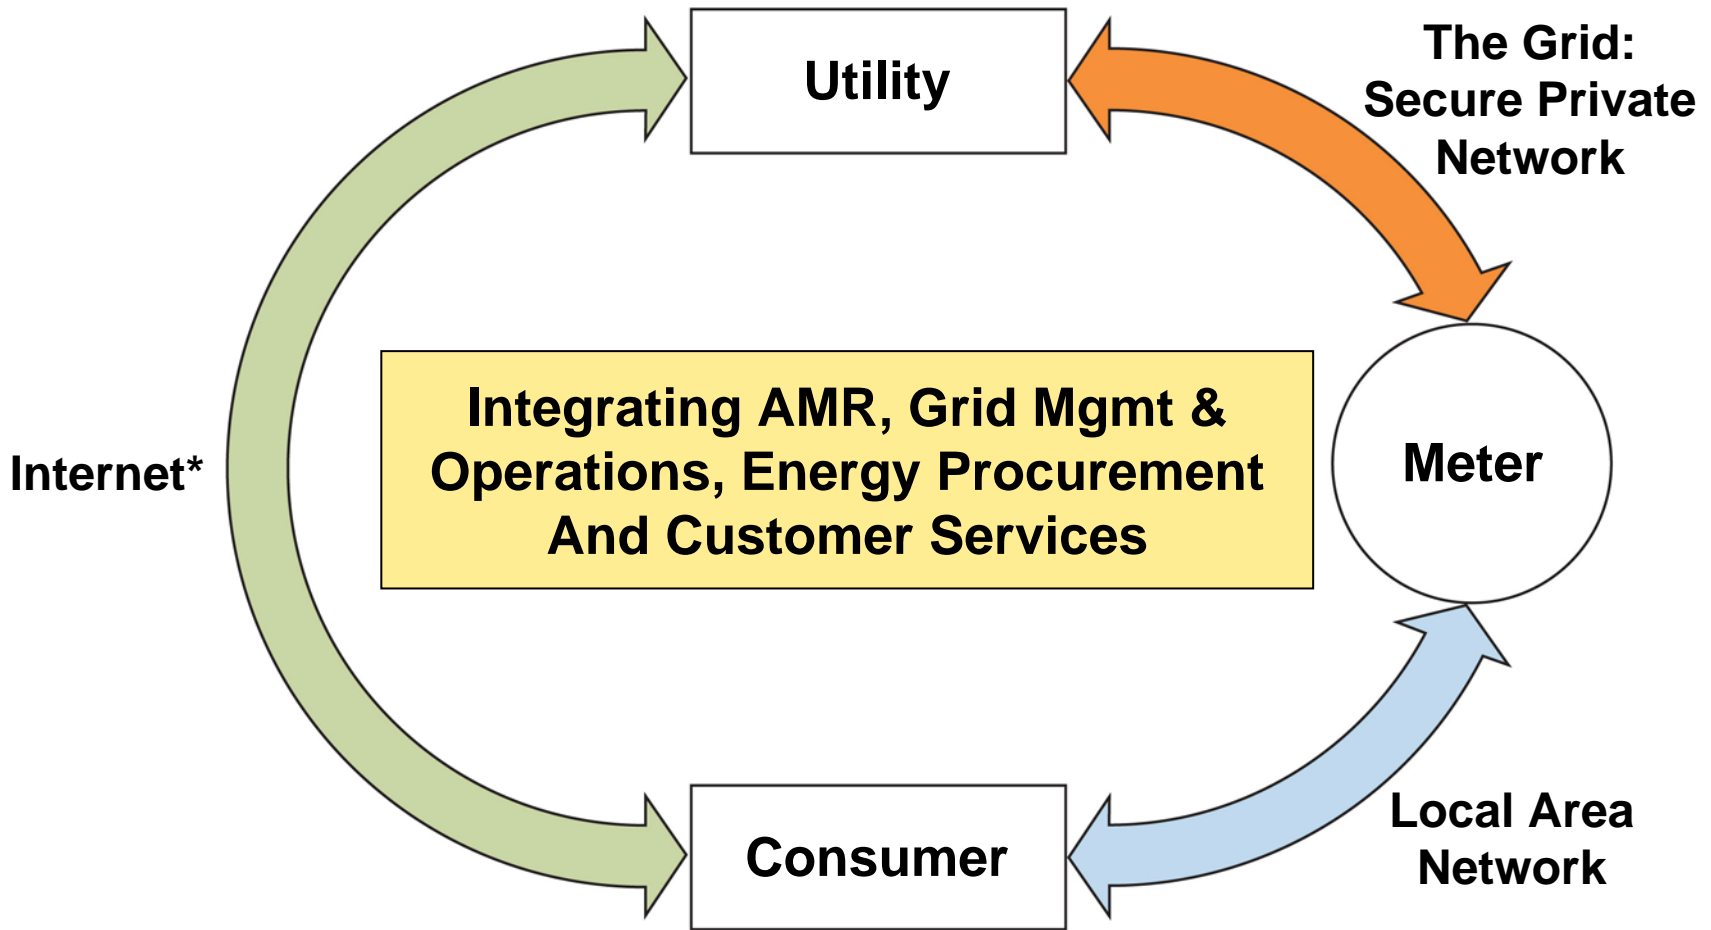 Utility
The Grid:
Secure Private
Network
Integrating AMR, Grid Mgmt &
Operations, Energy Procurement
And Customer Services
Internet*
Meter
Consumer
Local Area
Network